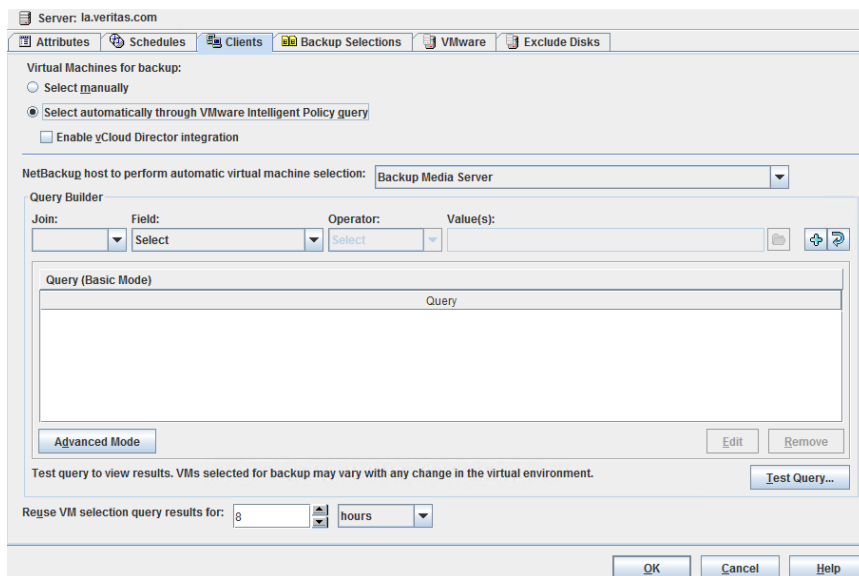 Server: la.veritas.com
Attributes Schedules Clients Backup Selections VMware Exclude Disks
Virtual Machines for backup:
Select manually
Select automatically through VMware Intelligent Policy query
Enable vCloud Director integration
NetBackup host to perform automatic virtual machine selection: Backup Media Server
Query Builder
Join: Field: Operator: Value(s):
Select Select
Query (Basic Mode)
Query
Advanced Mode Edit Remove
Test query to view results. VMs selected for backup may vary with any change in the virtual environment.
Test Query...
Reuse VM selection query results for: 8 hours
OK Cancel Help